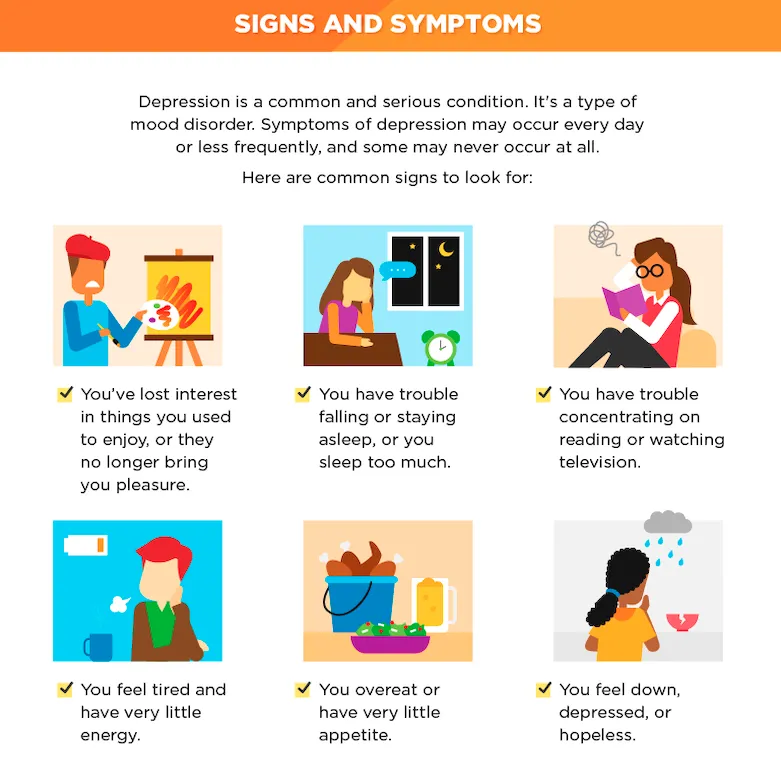 SIGNS AND SYMPTOMS
Depression is a common and serious condition. It's a type of
mood disorder. Symptoms of depression may occur every day
or less frequently, and some may never occur at all.
Here are common signs to look for:
You've lost interest
in things you used
to enjoy, or they
no longer bring
you pleasure.
You have trouble
falling or staying
asleep, or you
sleep too much.
You have trouble
concentrating on
reading or watching
television.
You feel tired and
have very little
energy.
You overeat or
have very little
appetite.
You feel down,
depressed, or
hopeless.